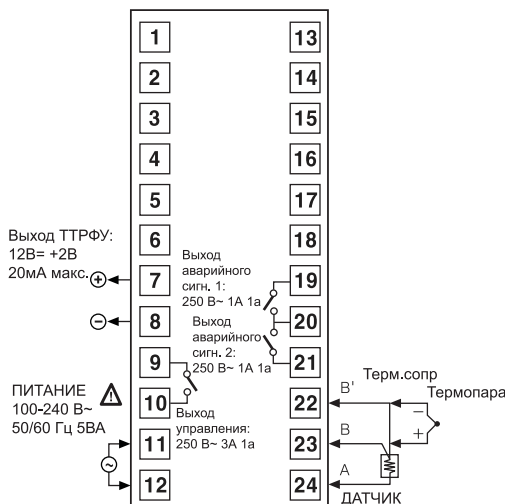 1
13
2
14
3
15
4
16
5
17
6
18
Выход ТТРФУ:
12В= +2В
20мА макс.
+
7
−
8
Выход
аварийного
сигн. 1:
250 В~ 1А 1а
19
20
Выход
аварийного
сигн. 2:
250 В~ 1А 1а
21
9
10
Выход
управления:
250 В~ 3А 1а
ПИТАНИЕ
100-240 В~
50/60 Гц 5ВА
11
12
Терм.сопр
Термопара
22
B'
−
23
B
+
24
A
ДАТЧИК